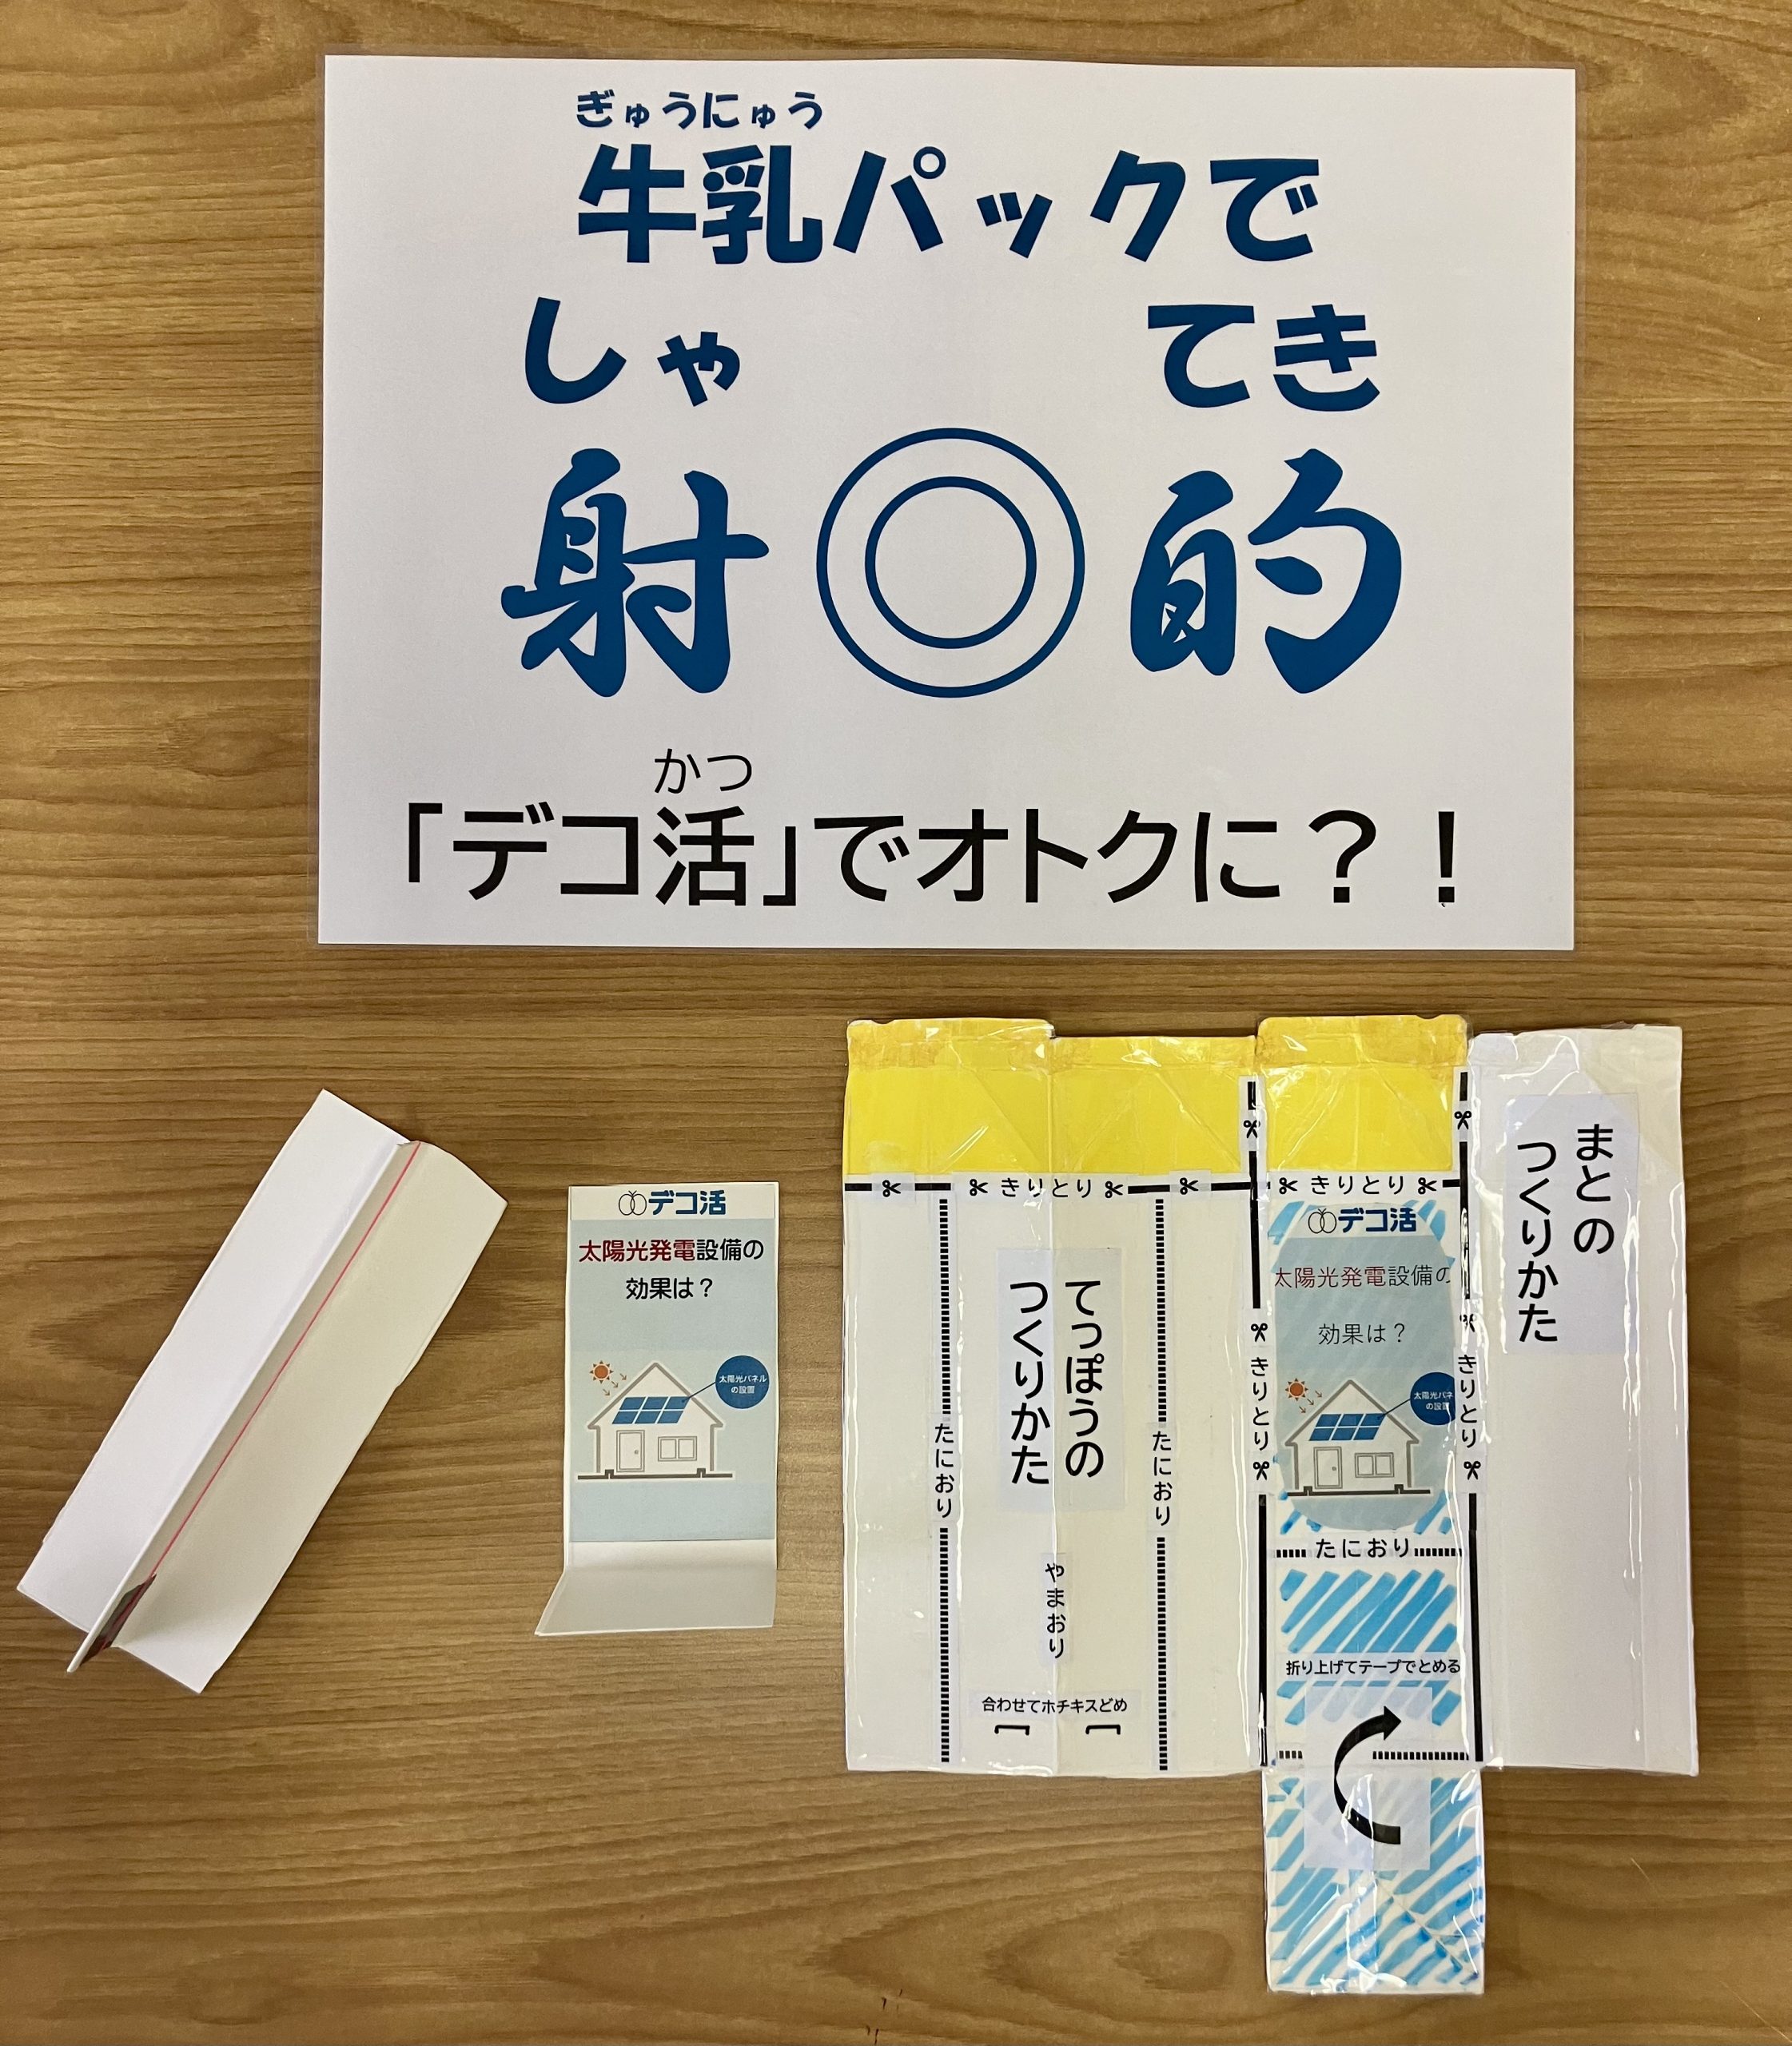 ぎゅうにゅう
牛乳パックで
しゃ てき
射◎的
かつ
「デコ活」でオトクに？！
デコ活
太陽光発電設備の
効果は？
太陽光パネル
の設置
きりとり
たにおり
てっぽうの
つくりかた
たにおり
やまおり
合わせてホチキスどめ
きりとり
きりとり
デコ活
太陽光発電設備の
効果は？
太陽光パネ
の設置
きりとり
たにおり
折り上げてテープでとめる
まとの
つくりかた